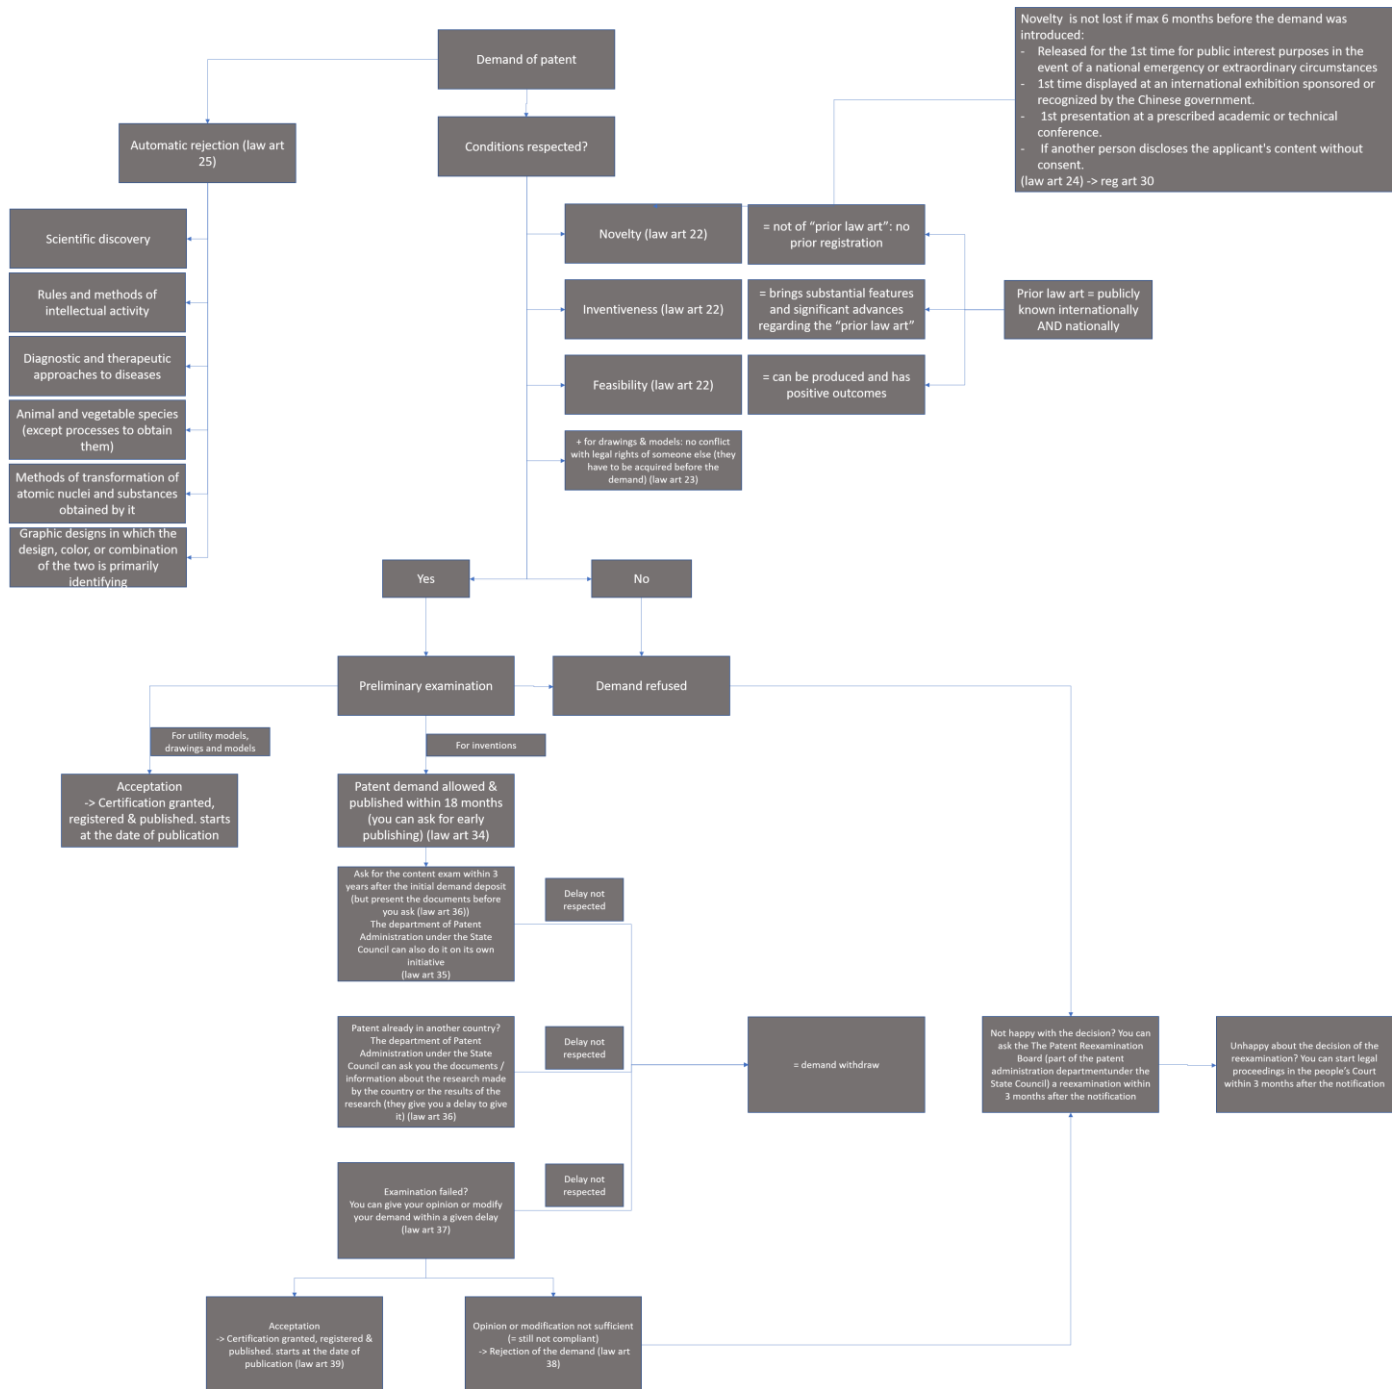 Demand of patent
Novelty  is not lost if max 6 months before the demand was
introduced:
-  Released for the 1st time for public interest purposes in the
event of a national emergency or extraordinary circumstances
-  1st time displayed at an international exhibition sponsored or
recognized by the Chinese government.
-  1st presentation at a prescribed academic or technical
conference.
-  If another person discloses the applicant's content without
consent.
(law art 24) -> reg art 30
Automatic rejection (law art
25)
Conditions respected?
Scientific discovery
Rules and methods of
intellectual activity
Diagnostic and therapeutic
approaches to diseases
Animal and vegetable species
(except processes to obtain
them)
Methods of transformation of
atomic nuclei and substances
obtained by it
Graphic designs in which the
design, color, or combination
of the two is primarily
identifying
Novelty (law art 22)
= not of “prior law art”: no
prior registration
Inventiveness (law art 22)
= brings substantial features
and significant advances
regarding the “prior law art”
Prior law art = publicly
known internationally
AND nationally
Feasibility (law art 22)
= can be produced and has
positive outcomes
+ for drawings & models: no conflict
with legal rights of someone else (they
have to be acquired before the
demand) (law art 23)
Yes
No
Preliminary examination
Demand refused
For utility models,
drawings and models
For inventions
Acceptation
-> Certification granted,
registered & published. starts
at the date of publication
Patent demand allowed &
published within 18 months
(you can ask for early
publishing) (law art 34)
Ask for the content exam within 3
years after the initial demand deposit
(but present the documents before
you ask (law art 36))
The department of Patent
Administration under the State
Council can also do it on its own
initiative
(law art 35)
Delay not
respected
Patent already in another country?
The department of Patent
Administration under the State
Council can ask you the documents /
information about the research made
by the country or the results of the
research (they give you a delay to give
it) (law art 36)
Delay not
respected
= demand withdraw
Not happy with the decision? You can
ask the The Patent Reexamination
Board (part of the patent
administration departmentunder the
State Council) a reexamination within
3 months after the notification
Unhappy about the decision of the
reexamination? You can start legal
proceedings in the people’s Court
within 3 months after the notification
Examination failed?
You can give your opinion or modify
your demand within a given delay
(law art 37)
Delay not
respected
Acceptation
-> Certification granted, registered &
published. starts at the date of
publication (law art 39)
Opinion or modification not sufficient
(= still not compliant)
-> Rejection of the demand (law art
38)